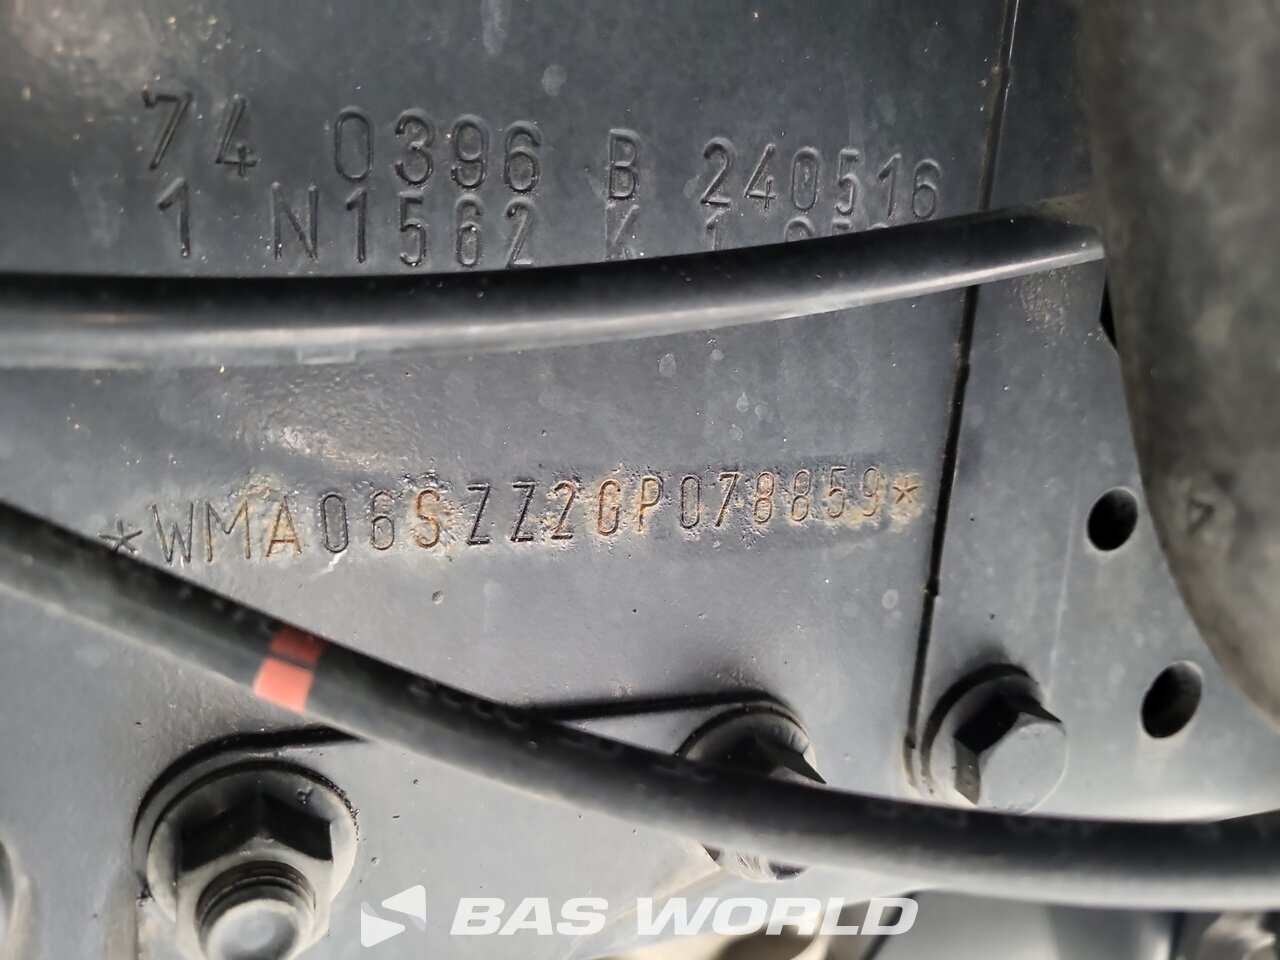 74 0396 B 240516
1 N1562 K
*WMA06SZZ2GP078859*
BAS WORLD